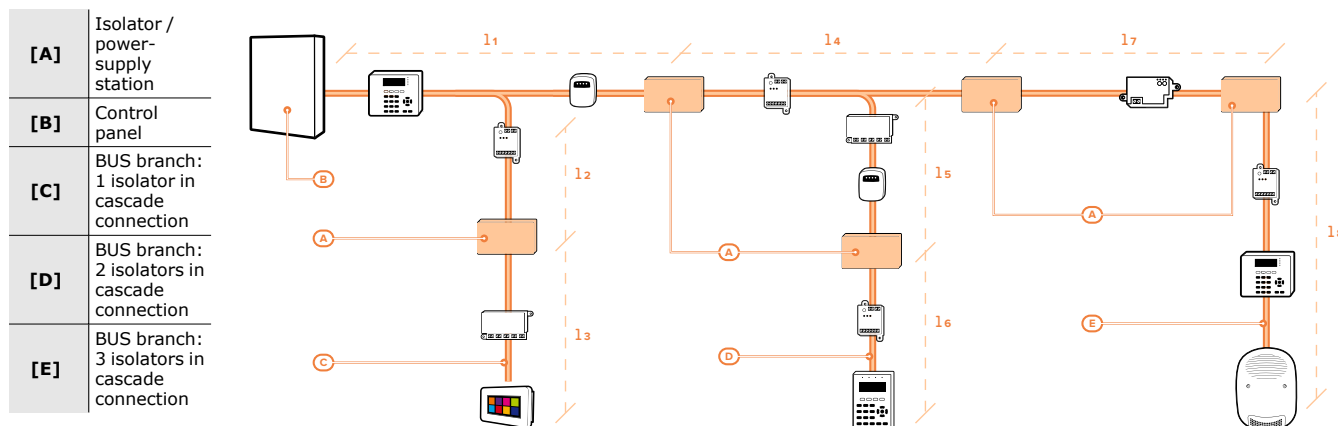 [A]
Isolator /
power-
supply
station
[B]
Control
panel
[C]
BUS branch:
1 isolator in
cascade
connection
[D]
BUS branch:
2 isolators in
cascade
connection
[E]
BUS branch:
3 isolators in
cascade
connection
l1
l4
l7
l2
l5
l8
B
A
A
A
l3
l6
C
D
E